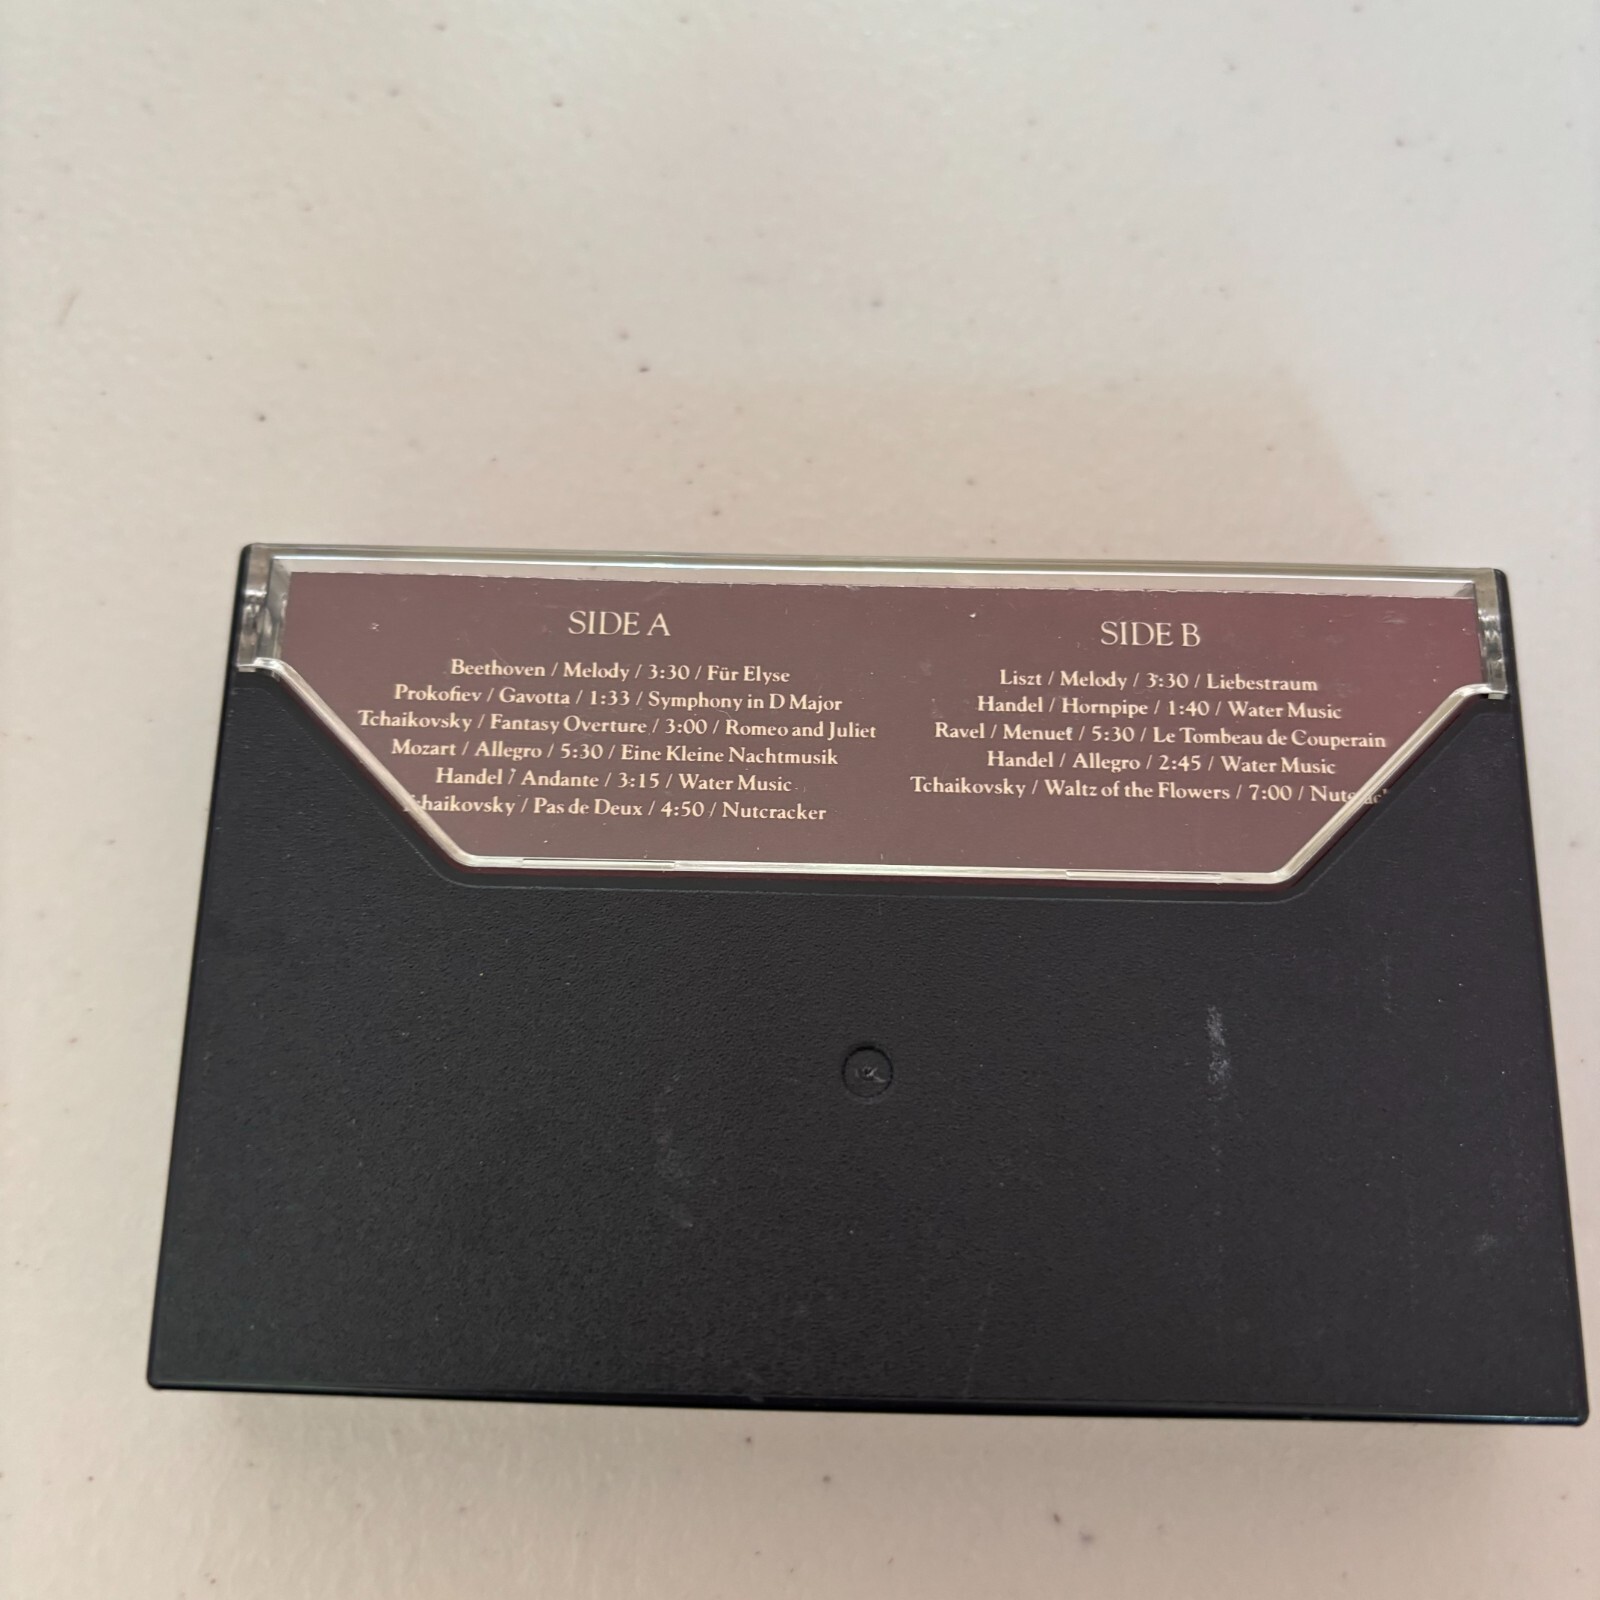 SIDE A
Beethoven / Melody / 3:30 / Für Elyse
Prokofiev / Gavotta / 1:33 / Symphony in D Major
Tchaikovsky / Fantasy Overture / 3:00 / Romeo and Juliet
Mozart / Allegro / 5:30 / Eine Kleine Nachtmusik
Handel / Andante / 3:15 / Water Music
Tchaikovsky / Pas de Deux / 4:50 / Nutcracker
SIDE B
Liszt / Melody / 3:30 / Liebestraum
Handel / Hornpipe / 1:40 / Water Music
Ravel / Menuet / 5:30 / Le Tombeau de Couperain
Handel / Allegro / 2:45 / Water Music
Tchaikovsky / Waltz of the Flowers / 7:00 /